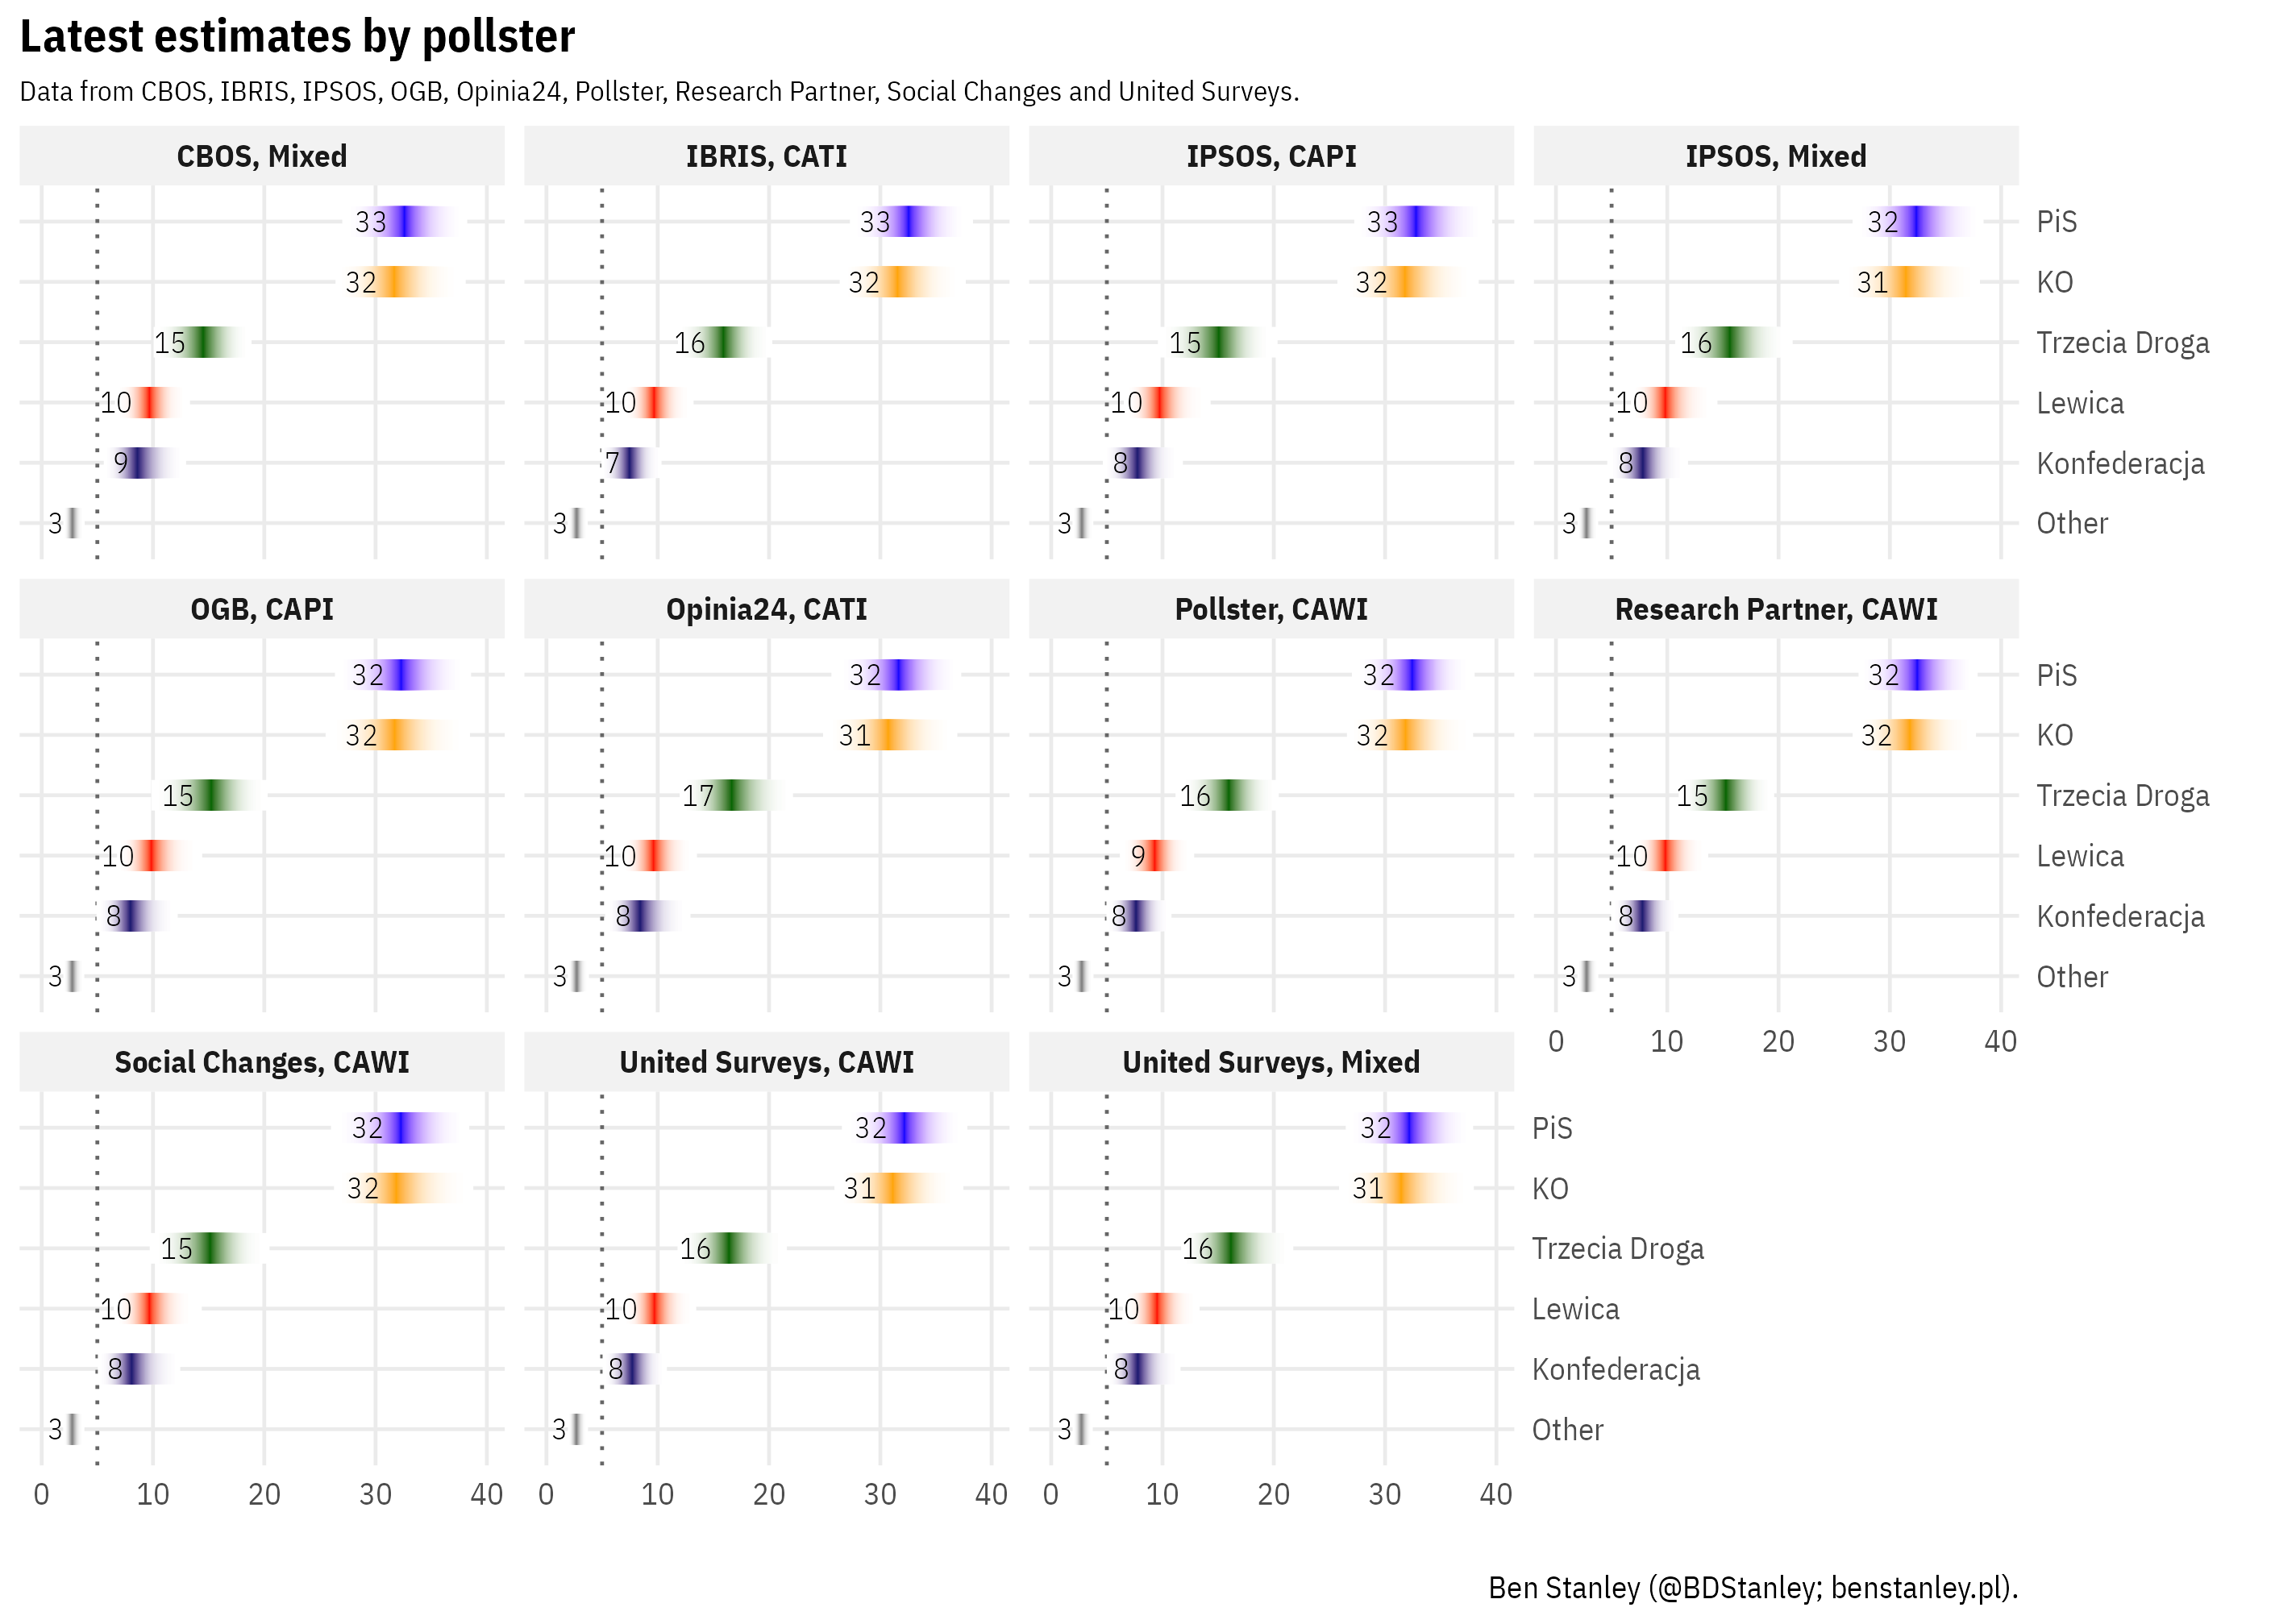 Latest estimates by pollster
Data from CBOS, IBRIS, IPSOS, OGB, Opinia24, Pollster, Research Partner, Social Changes and United Surveys.
CBOS, Mixed IBRIS, CATI IPSOS, CAPI IPSOS, Mixed
33 33 33 32 PiS
32 32 32 31 KO
15 16 15 16 Trzecia Droga
10 10 10 10 Lewica
9 7 8 8 Konfederacja
3 3 3 3 Other
OGB, CAPI Opinia24, CATI Pollster, CAWI Research Partner, CAWI
32 32 32 32 PiS
32 31 32 32 KO
15 17 16 15 Trzecia Droga
10 10 9 10 Lewica
8 8 8 8 Konfederacja
3 3 3 3 Other
0 10 20 30 40
Social Changes, CAWI United Surveys, CAWI United Surveys, Mixed
32 32 32 PiS
32 31 31 KO
15 16 16 Trzecia Droga
10 10 10 Lewica
8 8 8 Konfederacja
3 3 3 Other
0 10 20 30 40 0 10 20 30 40 0 10 20 30 40
Ben Stanley (@BDStanley; benstanley.pl).